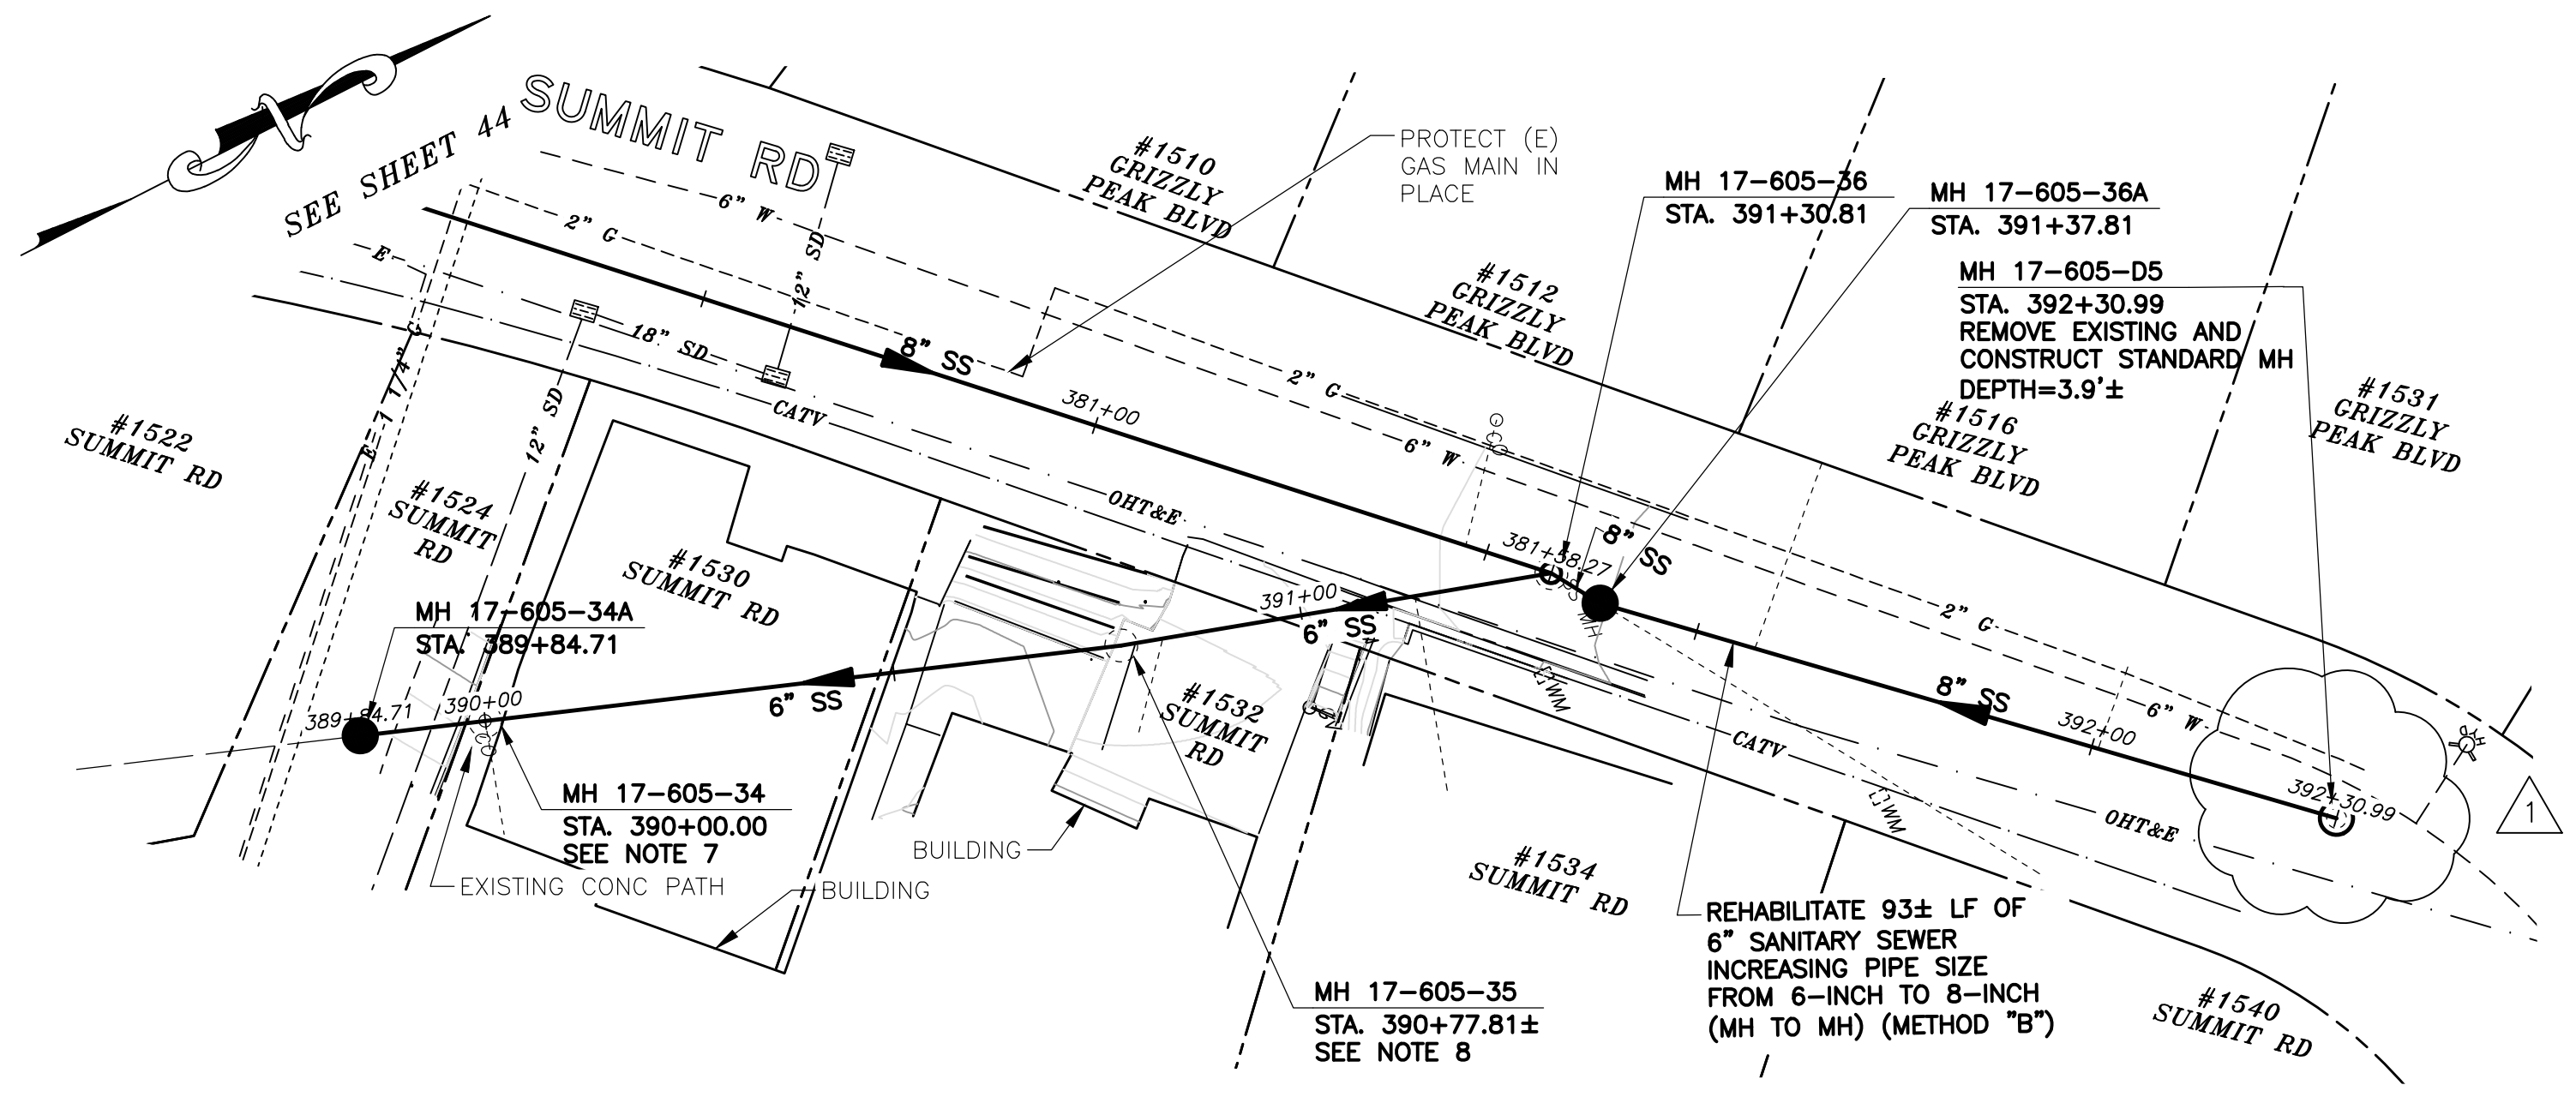 N
SEE SHEET 44
SUMMIT RD
6" W
2" G
E
12" SD
18" SD
12" SD
E
1 1/4" G
8" SS
381+00
CATV
OHT&E
PROTECT (E)
GAS MAIN IN
PLACE
#1510
GRIZZLY
PEAK BLVD
#1512
GRIZZLY
PEAK BLVD
#1516
GRIZZLY
PEAK BLVD
#1531
GRIZZLY
PEAK BLVD
MH 17-605-36
STA. 391+30.81
MH 17-605-36A
STA. 391+37.81
MH 17-605-D5
STA. 392+30.99
REMOVE EXISTING AND
CONSTRUCT STANDARD MH
DEPTH=3.9'±
2" G
6" W
CO
381+58.27
8" SS
SS MH
391+00
6" SS
WM
2" G
8" SS
392+00
6" W
392+30.99
HYD
1
CATV
OHT&E
WM
#1522
SUMMIT RD
#1524
SUMMIT
RD
#1530
SUMMIT RD
#1532
SUMMIT
RD
#1534
SUMMIT RD
#1540
SUMMIT RD
MH 17-605-34A
STA. 389+84.71
389+84.71
390+00
CO
6" SS
MH 17-605-34
STA. 390+00.00
SEE NOTE 7
EXISTING CONC PATH
BUILDING
BUILDING
MH 17-605-35
STA. 390+77.81±
SEE NOTE 8
REHABILITATE 93± LF OF
6" SANITARY SEWER
INCREASING PIPE SIZE
FROM 6-INCH TO 8-INCH
(MH TO MH) (METHOD "B")